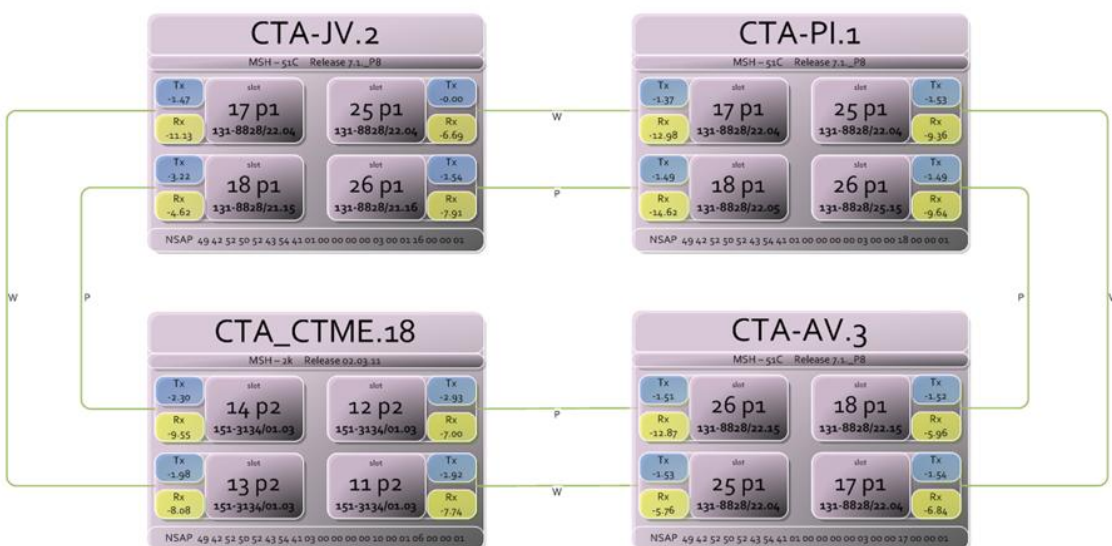 CTA-JV.2
MSH – 51C Release 7.1._P8
Tx
-1.47
Rx
-11.13
slot
17 p1
131-8828/22.04
slot
25 p1
131-8828/22.04
Tx
-0.00
Rx
-6.69
Tx
-3.22
Rx
-4.62
slot
18 p1
131-8828/21.15
slot
26 p1
131-8828/21.16
Tx
-1.54
Rx
-7.91
NSAP 49 42 52 50 52 43 54 41 01 00 00 00 00 03 00 01 16 00 00 01
CTA-PI.1
MSH – 51C Release 7.1._P8
Tx
-1.37
Rx
-12.98
slot
17 p1
131-8828/22.04
slot
25 p1
131-8828/22.04
Tx
-1.53
Rx
-9.36
Tx
-1.49
Rx
-14.62
slot
18 p1
131-8828/22.05
slot
26 p1
131-8828/25.15
Tx
-1.49
Rx
-9.64
NSAP 49 42 52 50 52 43 54 41 01 00 00 00 00 03 00 00 18 00 00 01
W
P
W
P
P
W
CTA_CTME.18
MSH – 2k Release 02.03.11
Tx
-2.30
Rx
-9.55
slot
14 p2
151-3134/01.03
slot
12 p2
151-3134/01.03
Tx
-2.93
Rx
-7.00
Tx
-1.98
Rx
-8.08
slot
13 p2
151-3134/01.03
slot
11 p2
151-3134/01.03
Tx
-1.92
Rx
-7.74
NSAP 49 42 52 50 52 43 54 41 03 00 00 00 00 10 00 01 06 00 00 01
P
W
CTA-AV.3
MSH – 51C Release 7.1._P8
Tx
-1.51
Rx
-12.87
slot
26 p1
131-8828/22.15
slot
18 p1
131-8828/22.15
Tx
-1.52
Rx
-5.96
Tx
-1.53
Rx
-5.76
slot
25 p1
131-8828/22.04
slot
17 p1
131-8828/22.04
Tx
-1.54
Rx
-6.84
NSAP 49 42 52 50 52 43 54 41 01 00 00 00 00 03 00 00 17 00 00 01